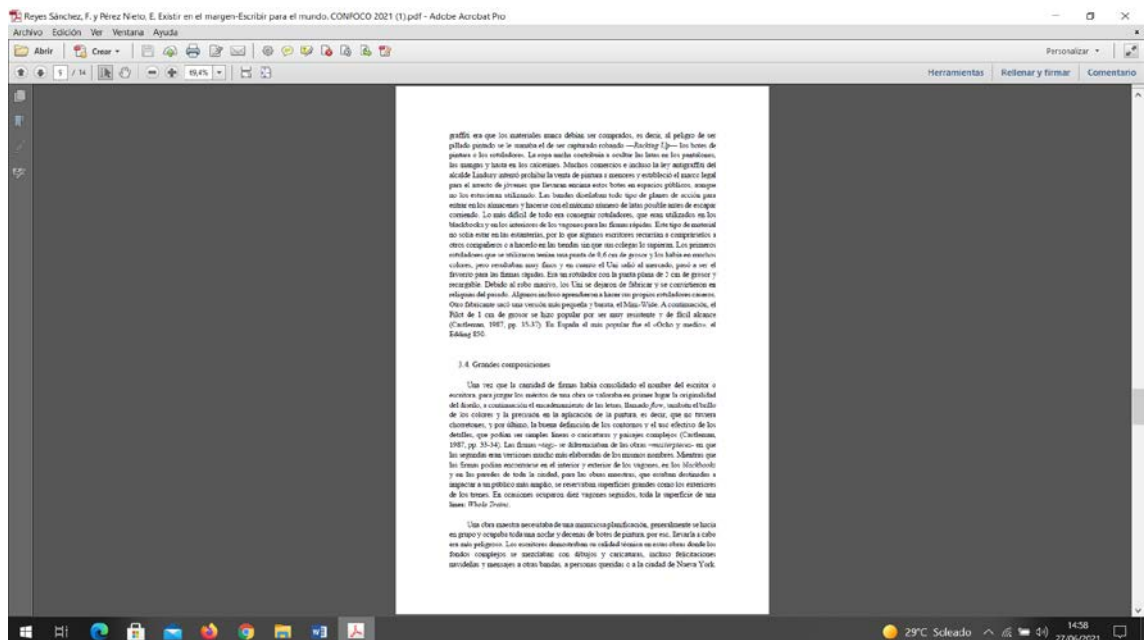 Reyes Sánchez, F. y Pérez Nieto, E. Existir en el margen-Escribir para el mundo. CONFOCO 2021 (1).pdf - Adobe Acrobat Pro
Archivo Edición Ver Ventana Ayuda
Abrir Crear Personalizar
5 / 14 89,4% Herramientas Rellenar y firmar Comentario
graffiti era que los materiales nunca debían ser comprados, es decir, al peligro de ser
pillado pintado se le sumaba el de ser capturado robando —Racking Up— los botes de
pintura o los rotuladores. La ropa ancha contribuía a ocultar las latas en los pantalones,
las mangas y hasta en los calcetines. Muchos comercios e incluso la ley antigraffiti del
alcalde Lindsay intentó prohibir la venta de pintura a menores y estableció el marco legal
para el arresto de jóvenes que llevaran encima estos botes en espacios públicos, aunque
no los estuvieran utilizando. Las bandas diseñaban todo tipo de planes de acción para
entrar en los almacenes y hacerse con el máximo número de latas posible antes de escapar
corriendo. Lo más difícil de todo era conseguir rotuladores, que eran utilizados en los
blackbooks y en los interiores de los vagones para las firmas rápidas. Este tipo de material
no solía estar en las estanterías, por lo que algunos escritores recurrían a comprárselos a
otros compañeros o a hacerlo en las tiendas sin que sus colegas lo supieran. Los primeros
rotuladores que se utilizaron tenían una punta de 0,6 cm de grosor y los había en muchos
colores, pero resultaban muy finos y en cuanto el Uni salió al mercado, pasó a ser el
favorito para las firmas rápidas. Era un rotulador con la punta plana de 2 cm de grosor y
recargable. Debido al robo masivo, los Uni se dejaron de fabricar y se convirtieron en
reliquias del pasado. Algunos incluso aprendieron a hacer sus propios rotuladores caseros.
Otro fabricante sacó una versión más pequeña y barata, el Mini-Wide. A continuación, el
Pilot de 1 cm de grosor se hizo popular por ser muy resistente y de fácil alcance
(Castleman, 1987, pp. 35-37). En España el más popular fue el «Ocho y medio», el
Edding 850.
3.4. Grandes composiciones
Una vez que la cantidad de firmas había consolidado el nombre del escritor o
escritora, para juzgar los méritos de una obra se valoraba en primer lugar la originalidad
del diseño, a continuación el encadenamiento de las letras, llamado flow, también el brillo
de los colores y la precisión en la aplicación de la pintura, es decir, que no tuviera
chorretones, y por último, la buena definición de los contornos y el uso efectivo de los
detalles, que podían ser simples líneas o caricaturas y paisajes complejos (Castleman,
1987, pp. 33-34). Las firmas -tags- se diferenciaban de las obras -masterpieces- en que
las segundas eran versiones mucho más elaboradas de los mismos nombres. Mientras que
las firmas podían encontrarse en el interior y exterior de los vagones, en los blackbooks
y en las paredes de toda la ciudad, para las obras maestras, que estaban destinadas a
impactar a un público más amplio, se reservaban superficies grandes como los exteriores
de los trenes. En ocasiones ocuparon diez vagones seguidos, toda la superficie de una
línea: Whole Trains.
Una obra maestra necesitaba de una minuciosa planificación, generalmente se hacía
en grupo y ocupaba toda una noche y decenas de botes de pintura, por eso, llevarla a cabo
era más peligroso. Los escritores demostraban su calidad técnica en estas obras donde los
fondos complejos se mezclaban con dibujos y caricaturas, incluso felicitaciones
navideñas y mensajes a otras bandas, a personas queridas o a la ciudad de Nueva York.
29°C Soleado 14:58
27/06/2021